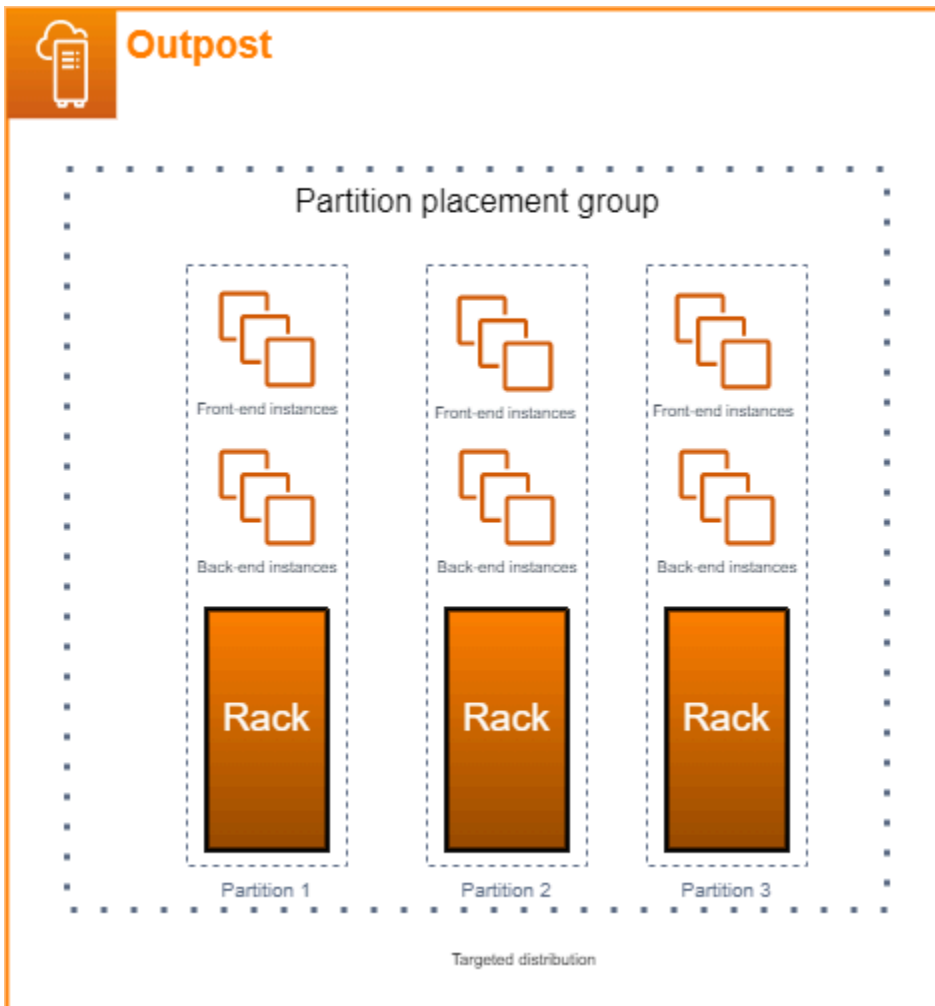 Outpost
Partition placement group
Front-end instances
Front-end instances
Front-end instances
Back-end instances
Back-end instances
Back-end instances
Rack
Rack
Rack
Partition 1
Partition 2
Partition 3
Targeted distribution